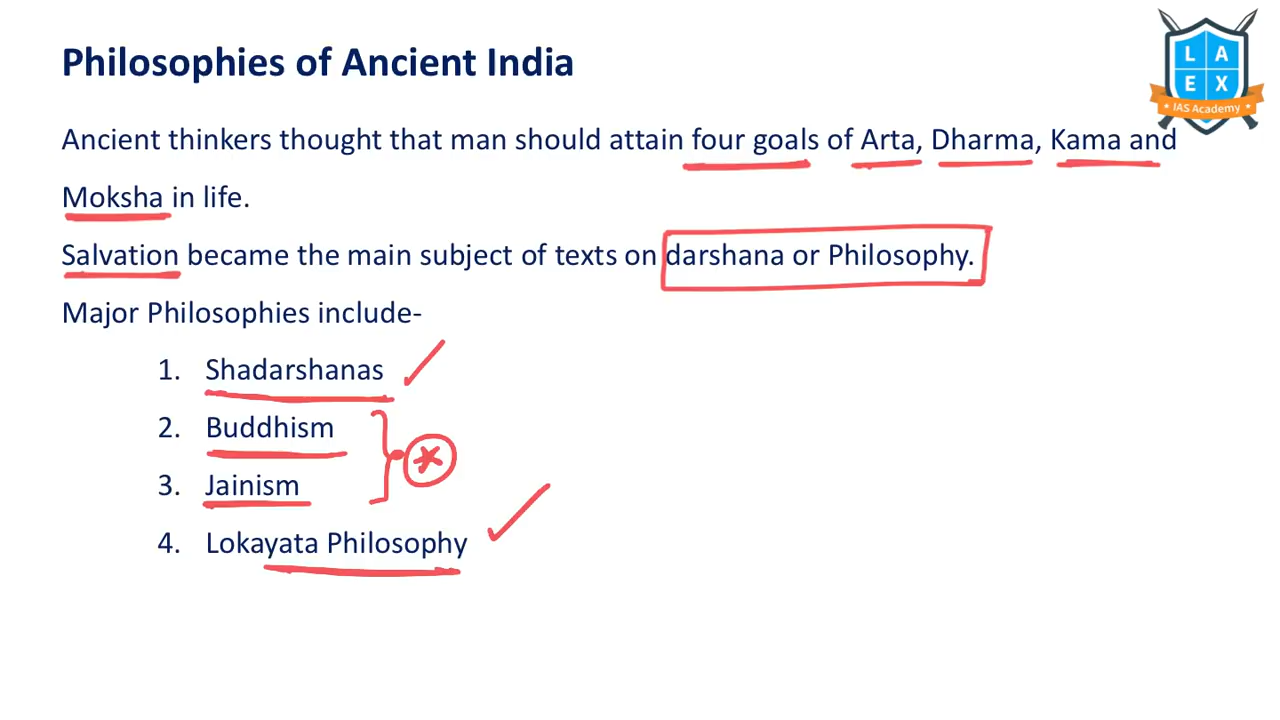 Philosophies of Ancient India
L A
E X
IAS Academy
Ancient thinkers thought that man should attain four goals of Arta, Dharma, Kama and
Moksha in life.
Salvation became the main subject of texts on darshana or Philosophy.
Major Philosophies include-
1. Shadarshanas
2. Buddhism
3. Jainism
4. Lokayata Philosophy